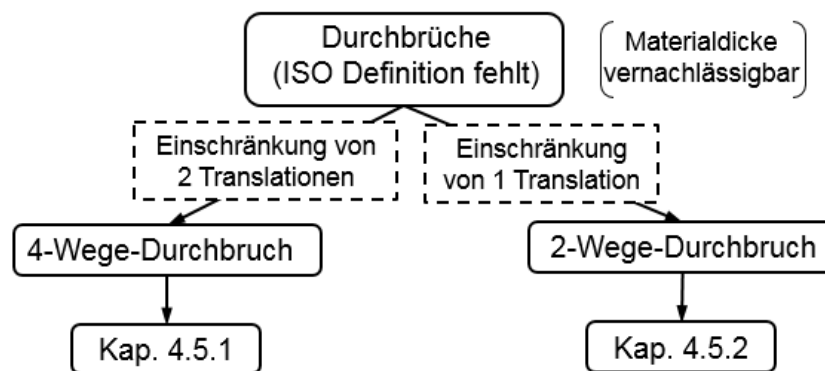 Durchbrüche
(ISO Definition fehlt)
Materialdicke
vernachlässigbar
Einschränkung von
2 Translationen
Einschränkung
von 1 Translation
4-Wege-Durchbruch
2-Wege-Durchbruch
Kap. 4.5.1
Kap. 4.5.2